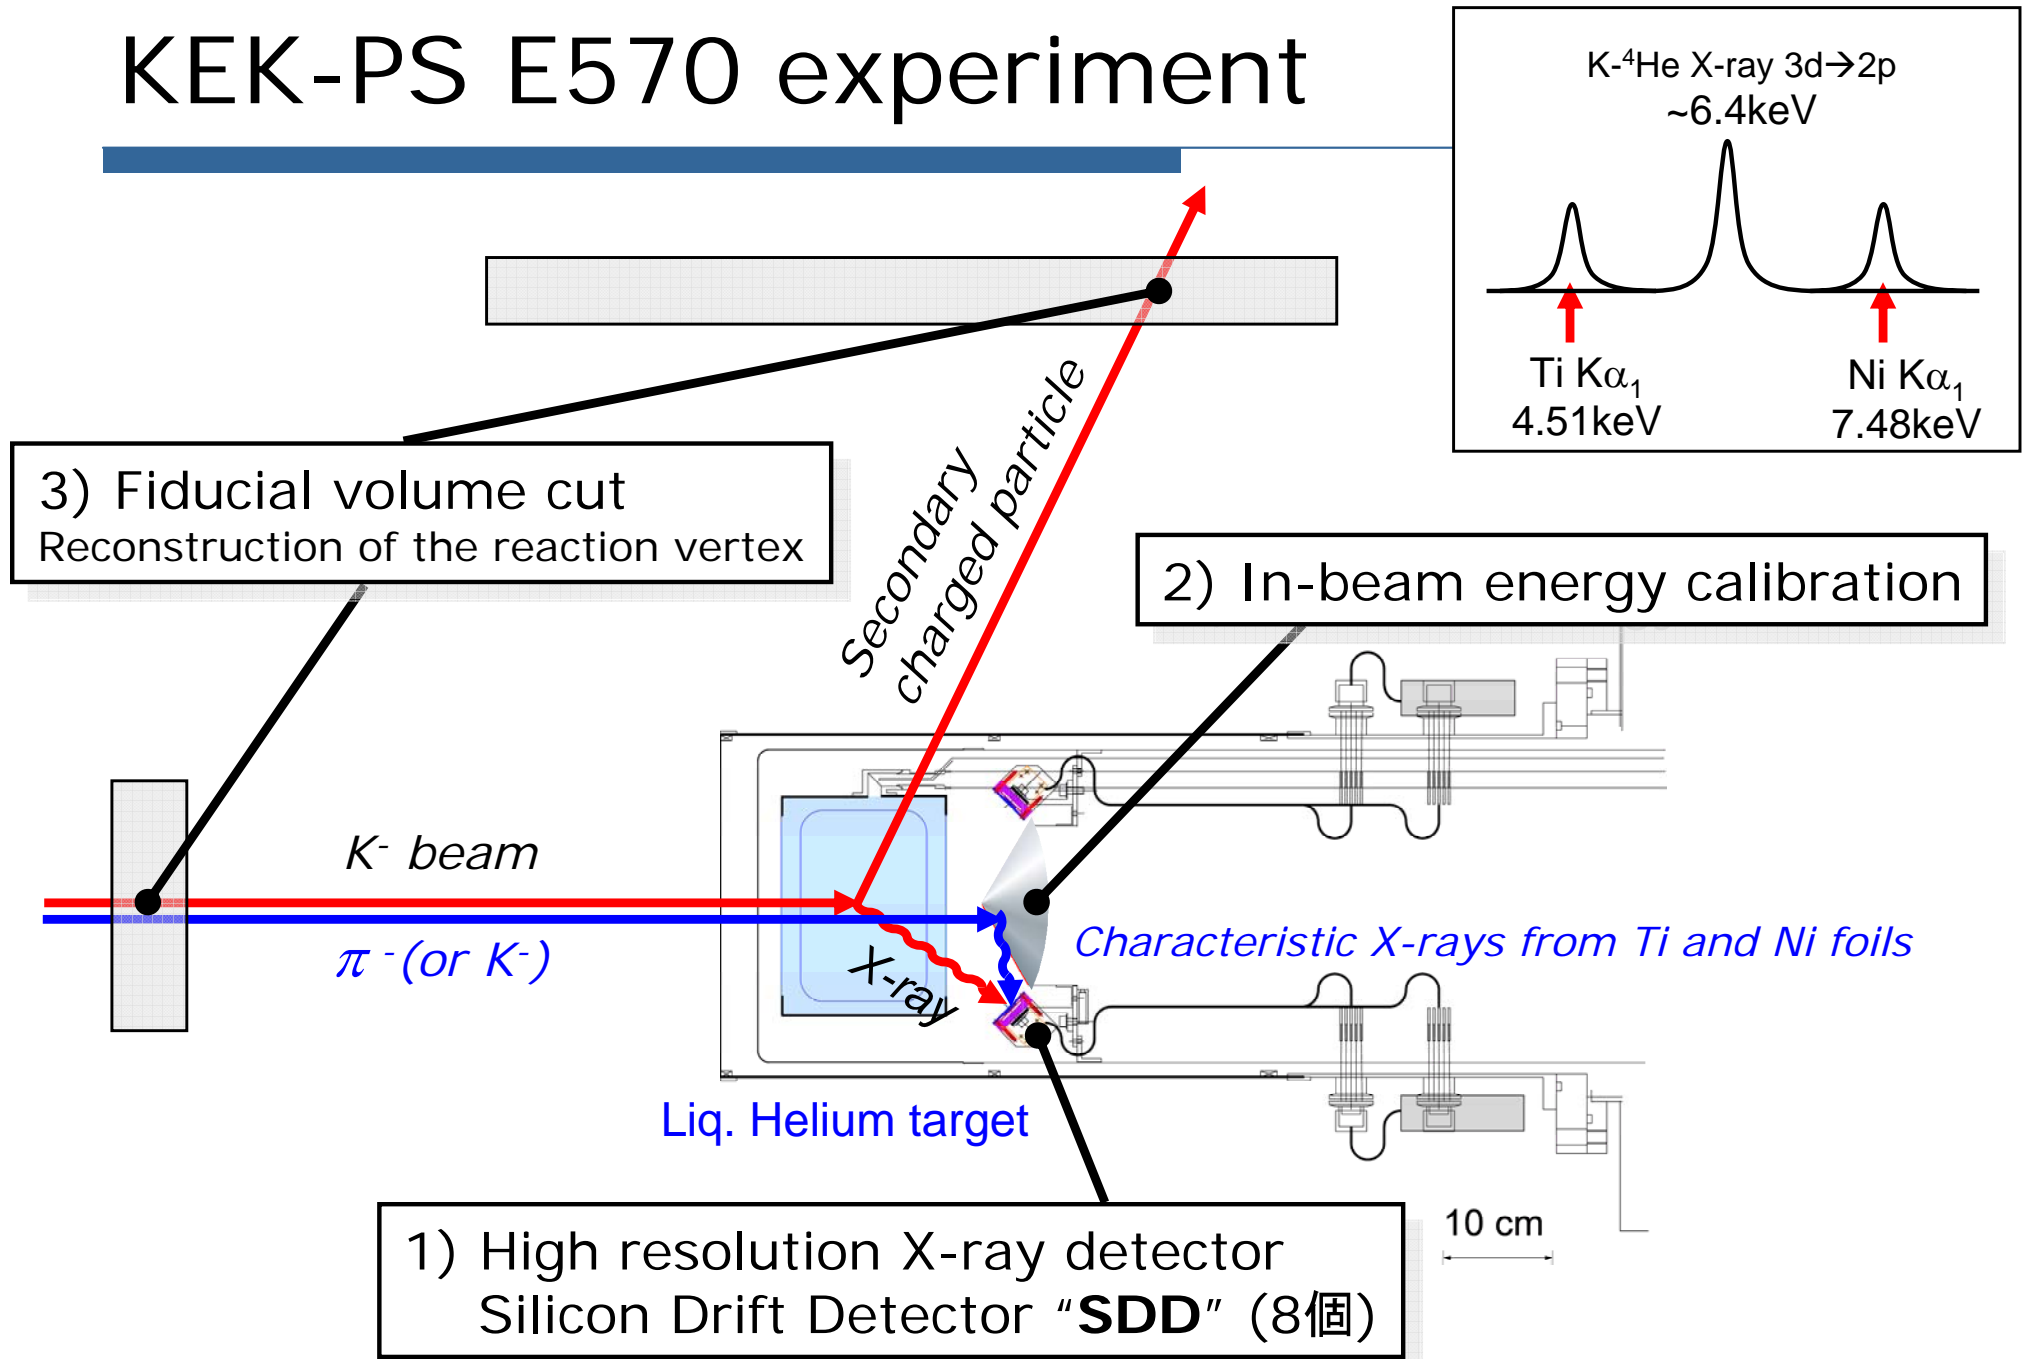 KEK-PS E570 experiment
K-⁴He X-ray 3d→2p
~6.4keV
Ti Kα₁
4.51keV
Ni Kα₁
7.48keV
3) Fiducial volume cut
Reconstruction of the reaction vertex
Secondary
charged particle
2) In-beam energy calibration
K⁻ beam
π⁻(or K⁻)
X-ray
Characteristic X-rays from Ti and Ni foils
Liq. Helium target
10 cm
1) High resolution X-ray detector
Silicon Drift Detector “SDD” (8個)